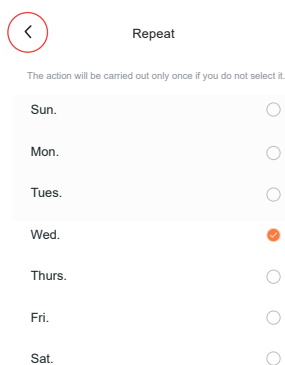 Repeat
The action will be carried out only once if you do not select it.
Sun.
Mon.
Tues.
Wed.
Thurs.
Fri.
Sat.